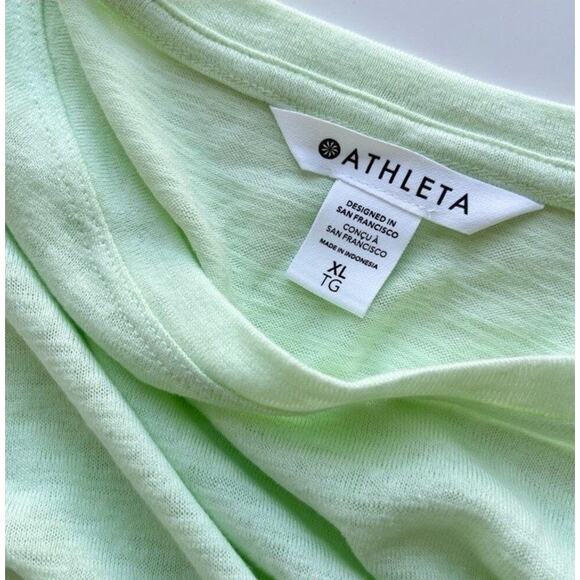 ATHLETA
DESIGNED IN
SAN FRANCISCO
CONÇU À
SAN FRANCISCO
MADE IN INDONESIA
XL
TG